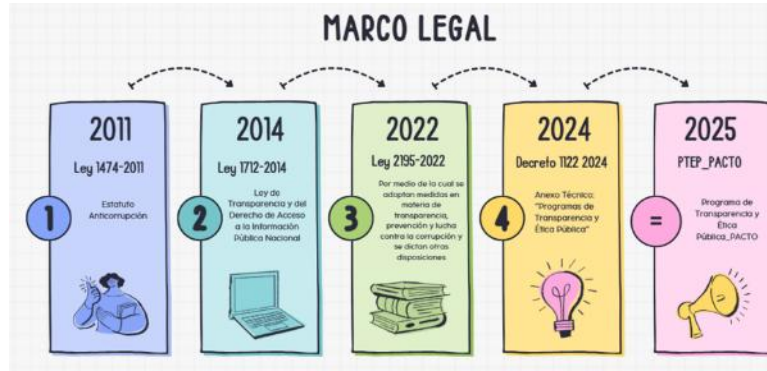 MARCO LEGAL
2011
Ley 1474-2011
Estatuto
Anticorrupción
1
2014
Ley 1712-2014
Ley de
Transparencia y del
Derecho de Acceso
a la Información
Pública Nacional
2
2022
Ley 2195-2022
Por medio de la cual se
adoptan medidas en
materia de
transparencia,
prevención y lucha
contra la corrupción y
se dictan otras
disposiciones
3
2024
Decreto 1122 2024
Anexo Técnico:
"Programas de
Transparencia y
Ética Pública"
4
2025
PTEP_PACTO
Programa de
Transparencia y
Ética
Pública_PACTO
=